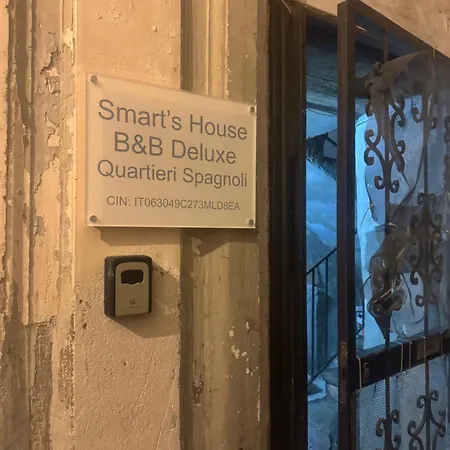 Smart's House
B&B Deluxe
Quartieri Spagnoli
CIN: IT063049C273MLD8EA